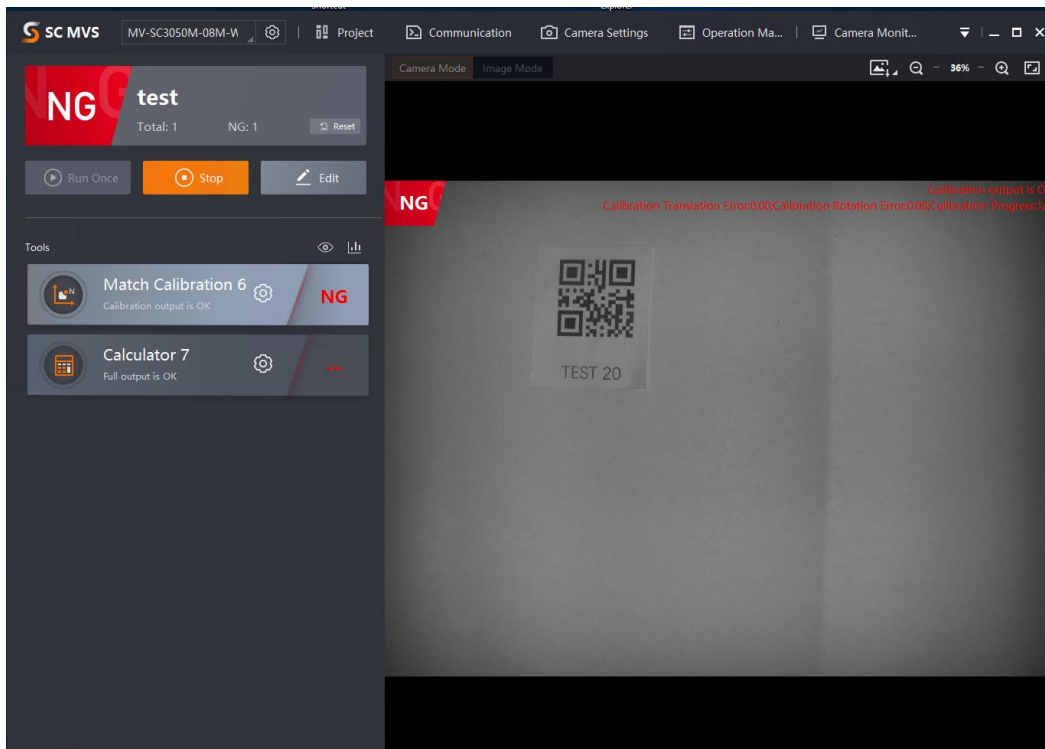 SC MVS MV-SC3050M-08M-W Project Communication Camera Settings Operation Ma... Camera Monit...
NG test
Total: 1 NG: 1 Reset
Run Once Stop Edit
Tools
Match Calibration 6 NG
Calibration output is OK
Calculator 7 --
Full output is OK
Camera Mode Image Mode 36%
NG
Calibration output is O
Calibration Translation Error:0.00;Calibration Rotation Error:0.00;Calibration Progress:1/
TEST 20